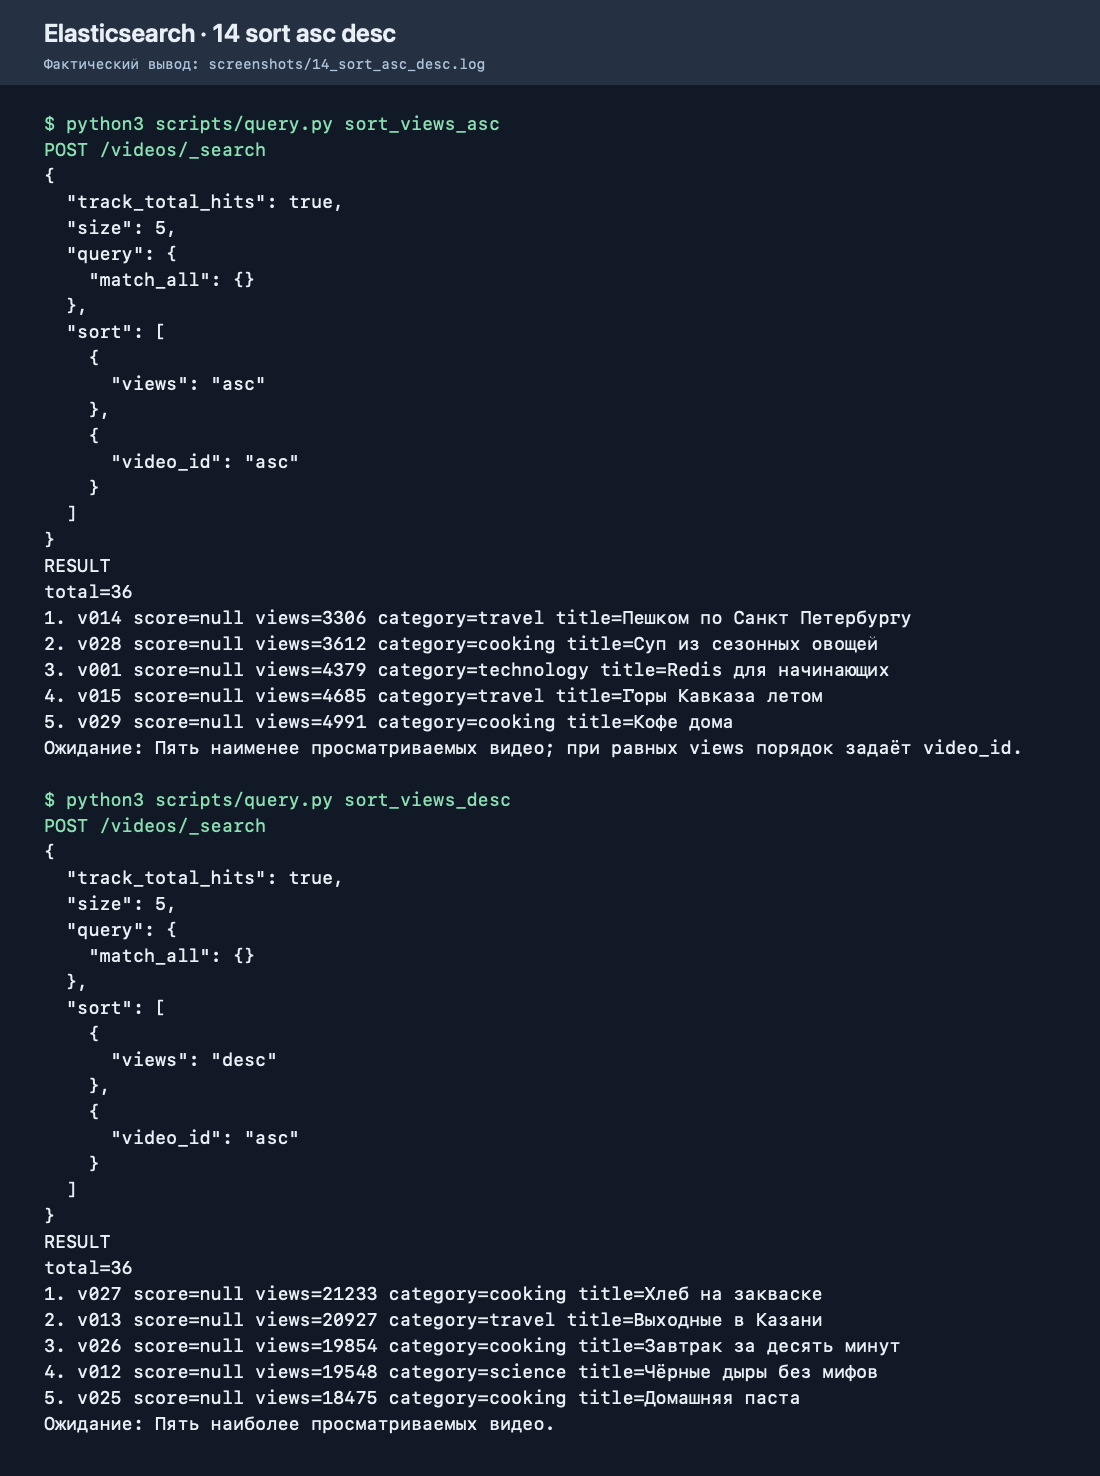 Elasticsearch · 14 sort asc desc
Фактический вывод: screenshots/14_sort_asc_desc.log
$ python3 scripts/query.py sort_views_asc
POST /videos/_search
{
  "track_total_hits": true,
  "size": 5,
  "query": {
    "match_all": {}
  },
  "sort": [
    {
      "views": "asc"
    },
    {
      "video_id": "asc"
    }
  ]
}
RESULT
total=36
1. v014 score=null views=3306 category=travel title=Пешком по Санкт Петербургу
2. v028 score=null views=3612 category=cooking title=Суп из сезонных овощей
3. v001 score=null views=4379 category=technology title=Redis для начинающих
4. v015 score=null views=4685 category=travel title=Горы Кавказа летом
5. v029 score=null views=4991 category=cooking title=Кофе дома
Ожидание: Пять наименее просматриваемых видео; при равных views порядок задаёт video_id.

$ python3 scripts/query.py sort_views_desc
POST /videos/_search
{
  "track_total_hits": true,
  "size": 5,
  "query": {
    "match_all": {}
  },
  "sort": [
    {
      "views": "desc"
    },
    {
      "video_id": "asc"
    }
  ]
}
RESULT
total=36
1. v027 score=null views=21233 category=cooking title=Хлеб на закваске
2. v013 score=null views=20927 category=travel title=Выходные в Казани
3. v026 score=null views=19854 category=cooking title=Завтрак за десять минут
4. v012 score=null views=19548 category=science title=Чёрные дыры без мифов
5. v025 score=null views=18475 category=cooking title=Домашняя паста
Ожидание: Пять наиболее просматриваемых видео.